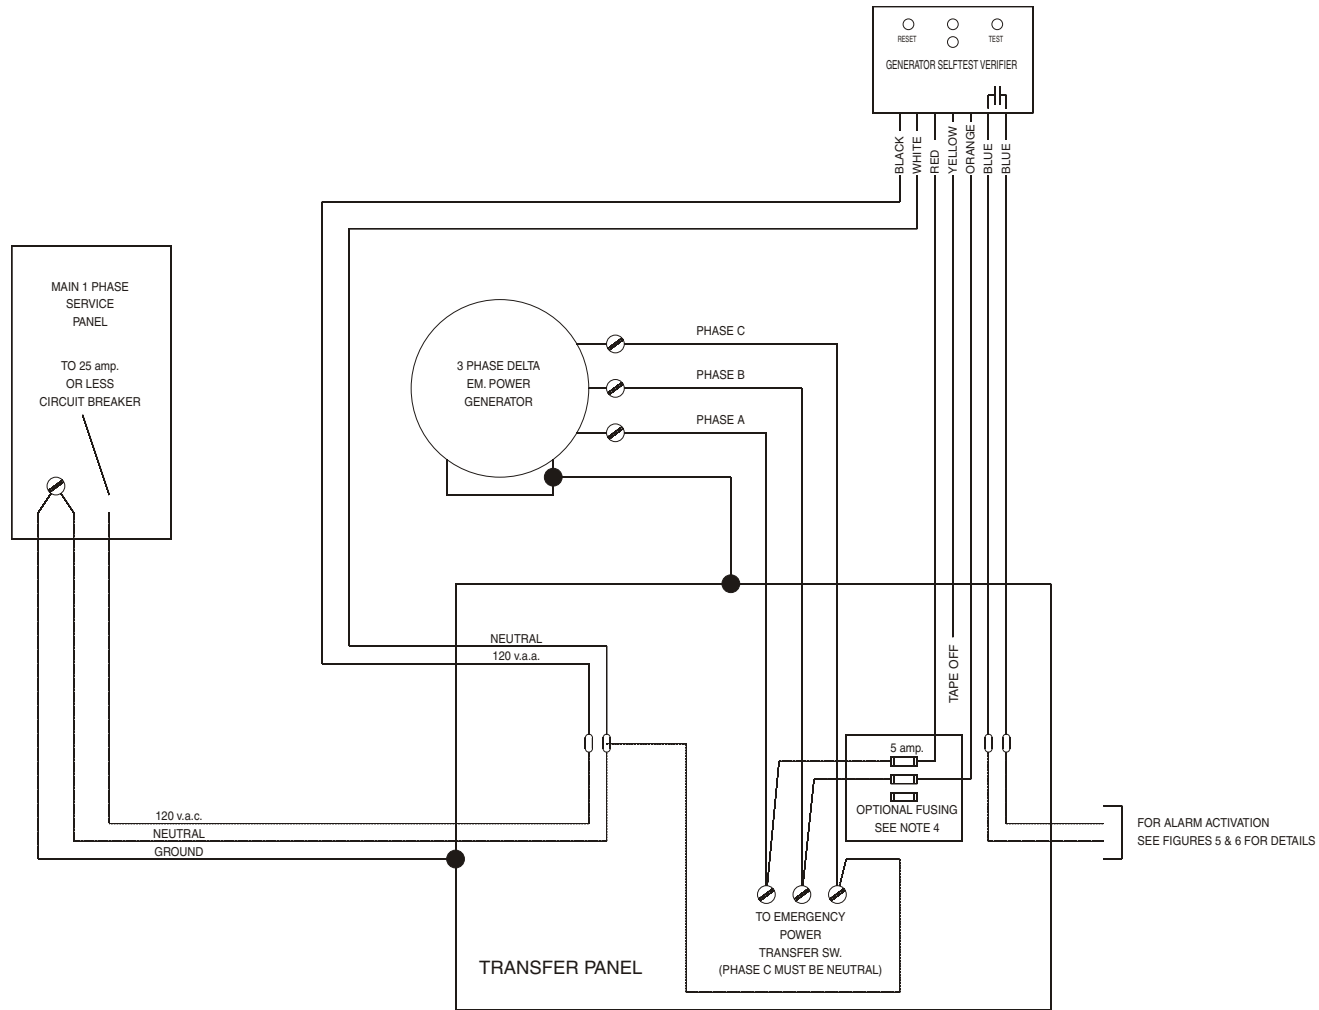 RESET
TEST
GENERATOR SELFTEST VERIFIER
BLACK
WHITE
RED
YELLOW
ORANGE
BLUE
BLUE
MAIN 1 PHASE
SERVICE
PANEL
TO 25 amp.
OR LESS
CIRCUIT BREAKER
3 PHASE DELTA
EM. POWER
GENERATOR
PHASE C
PHASE B
PHASE A
NEUTRAL
120 v.a.a.
TAPE OFF
5 amp.
OPTIONAL FUSING
SEE NOTE 4
120 v.a.c.
NEUTRAL
GROUND
FOR ALARM ACTIVATION
SEE FIGURES 5 & 6 FOR DETAILS
TO EMERGENCY
POWER
TRANSFER SW.
(PHASE C MUST BE NEUTRAL)
TRANSFER PANEL